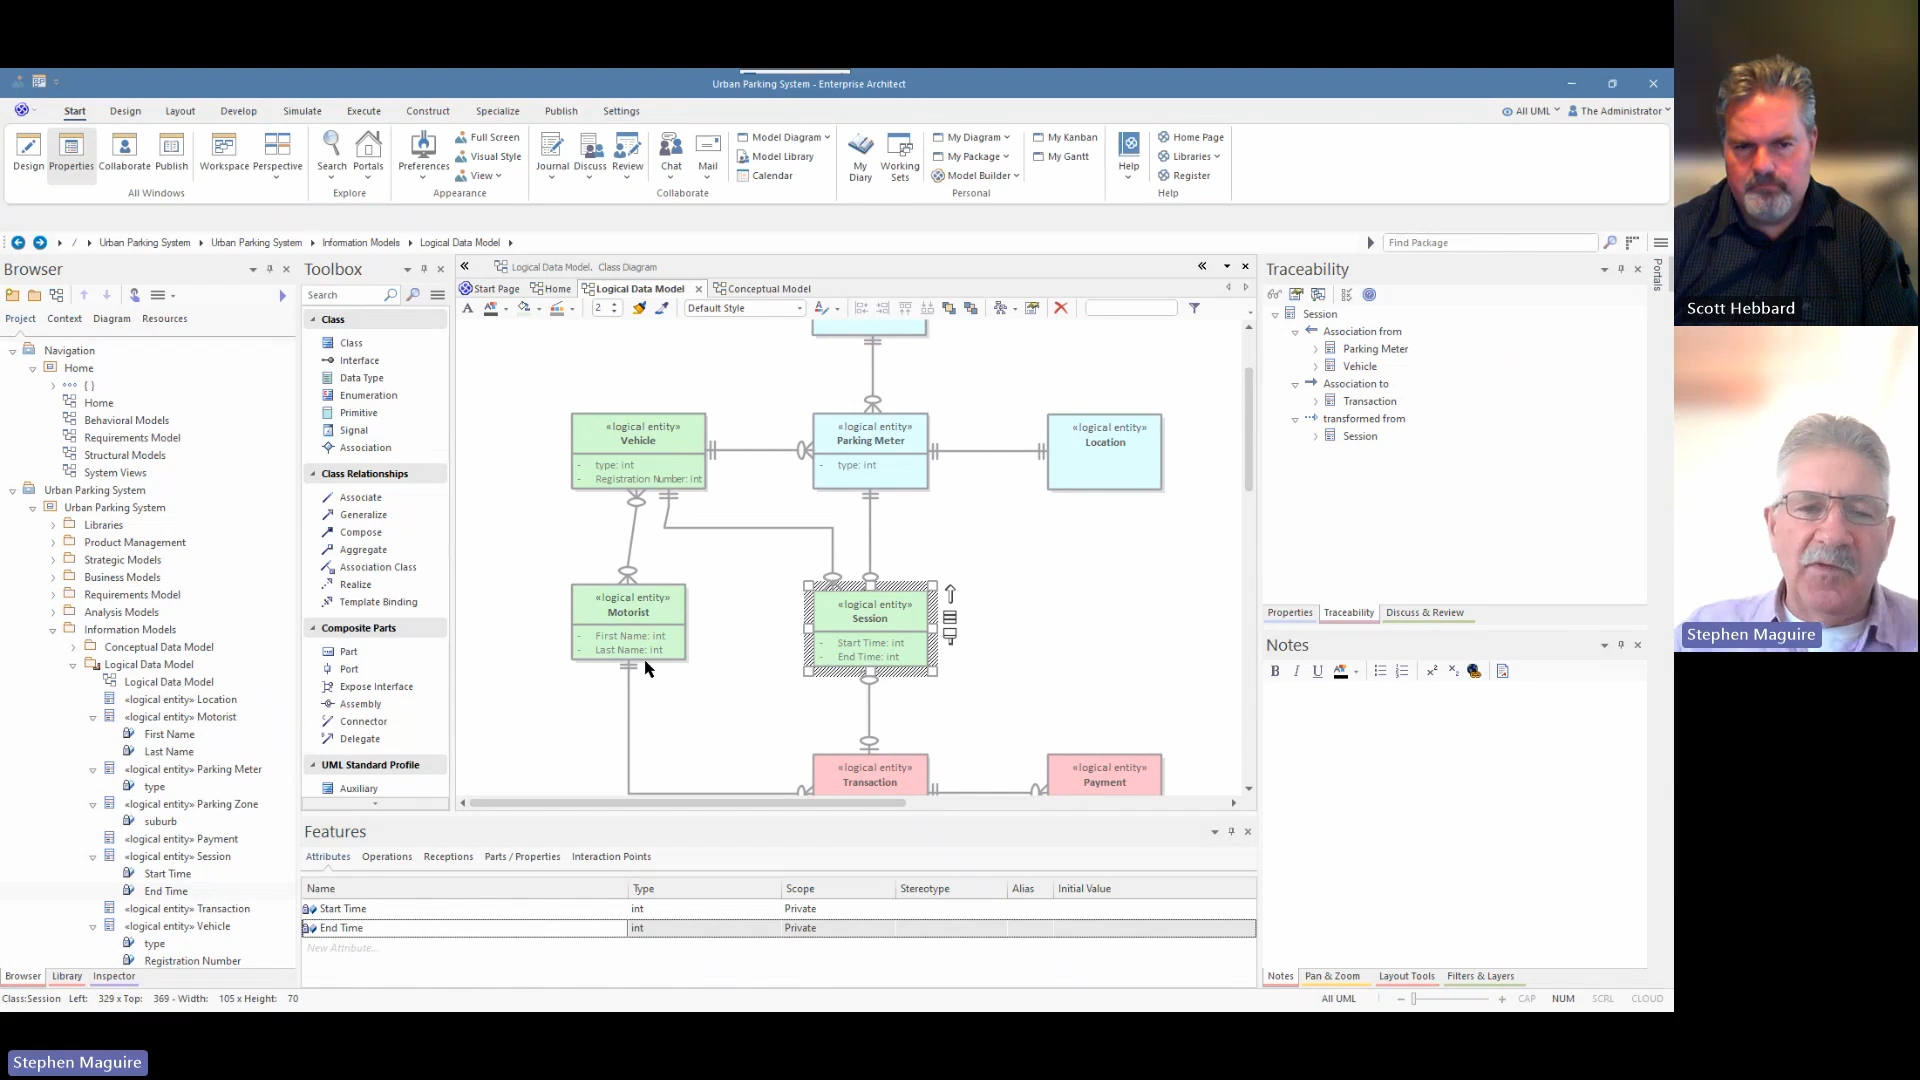 Urban Parking System - Enterprise Architect
Start Design Layout Develop Simulate Execute Construct Specialize Publish Settings
All UML The Administrator
Design Properties Collaborate Publish Workspace Perspective
All Windows
Search Portals
Explore
Preferences
Full Screen
Visual Style
View
Appearance
Journal Discuss Review Chat Mail
Model Diagram
Model Library
Calendar
Collaborate
My Diary
Working Sets
My Diagram
My Package
Model Builder
My Kanban
My Gantt
Personal
Help
Home Page
Libraries
Register
Help
/ Urban Parking System Urban Parking System Information Models Logical Data Model
Find Package
Browser
Project Context Diagram Resources
Navigation
Home
{ }
Home
Behavioral Models
Requirements Model
Structural Models
System Views
Urban Parking System
Urban Parking System
Libraries
Product Management
Strategic Models
Business Models
Requirements Model
Analysis Models
Information Models
Conceptual Data Model
Logical Data Model
Logical Data Model
«logical entity» Location
«logical entity» Motorist
First Name
Last Name
«logical entity» Parking Meter
type
«logical entity» Parking Zone
suburb
«logical entity» Payment
«logical entity» Session
Start Time
End Time
«logical entity» Transaction
«logical entity» Vehicle
type
Registration Number
Browser Library Inspector
Toolbox
Search
Class
Class
Interface
Data Type
Enumeration
Primitive
Signal
Association
Class Relationships
Associate
Generalize
Compose
Aggregate
Association Class
Realize
Template Binding
Composite Parts
Part
Port
Expose Interface
Assembly
Connector
Delegate
UML Standard Profile
Auxiliary
Logical Data Model. Class Diagram
Start Page Home Logical Data Model Conceptual Model
2 Default Style
«logical entity»
Vehicle
- type: int
- Registration Number: int
«logical entity»
Parking Meter
- type: int
«logical entity»
Location
«logical entity»
Motorist
- First Name: int
- Last Name: int
«logical entity»
Session
- Start Time: int
- End Time: int
«logical entity»
Transaction
«logical entity»
Payment
Features
Attributes Operations Receptions Parts / Properties Interaction Points
Name Type Scope Stereotype Alias Initial Value
Start Time int Private
End Time int Private
New Attribute...
Traceability
Session
Association from
Parking Meter
Vehicle
Association to
Transaction
transformed from
Session
Portals
Properties Traceability Discuss & Review
Notes
B I U A
Notes Pan & Zoom Layout Tools Filters & Layers
Class:Session Left: 329 x Top: 369 - Width: 105 x Height: 70
All UML CAP NUM SCRL CLOUD
Scott Hebbard
Stephen Maguire
Stephen Maguire